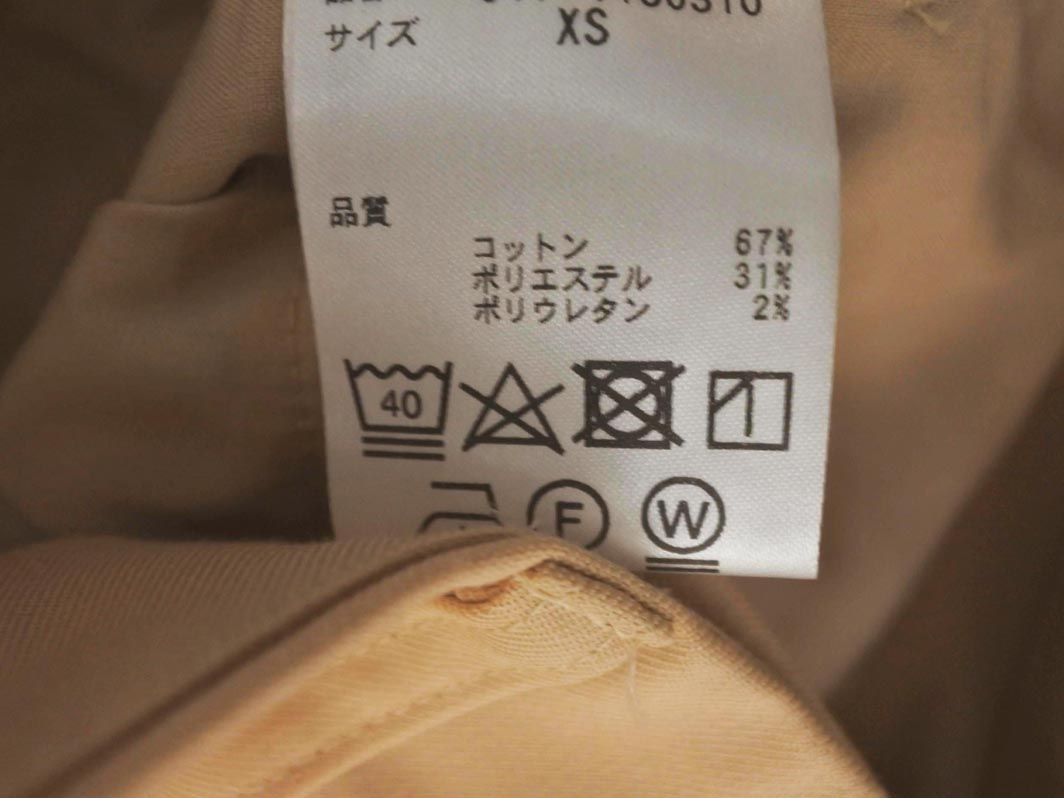 サイズ XS
品質
コットン 67%
ポリエステル 31%
ポリウレタン 2%
40
F W